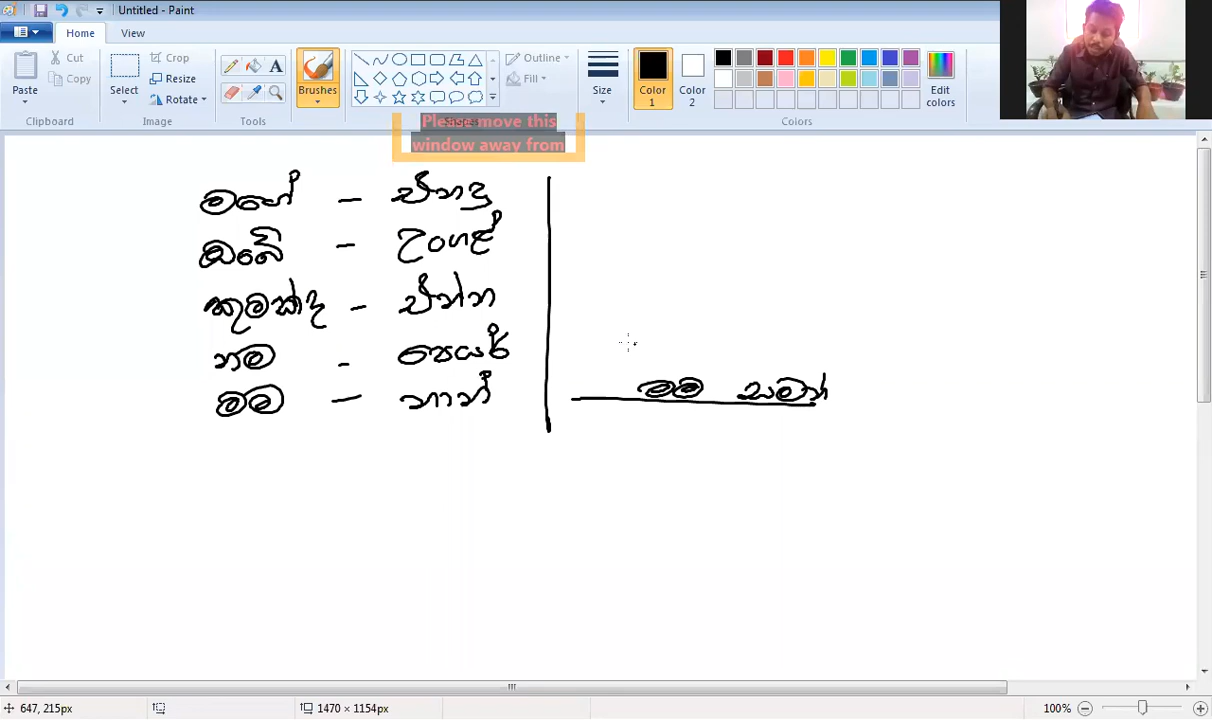 Untitled - Paint
Home
View
Paste
Cut
Copy
Clipboard
Select
Crop
Resize
Rotate
Image
Tools
Brushes
Outline
Fill
Size
Color 1
Color 2
Edit colors
Colors
Please move this
window away from
මගේ - එනදු
ඔබේ - උංගළ්
කුමක්ද - එන්න
නම - පෙයර්
මම - නාන්
මම සමන්
647, 215px
1470 × 1154px
100%